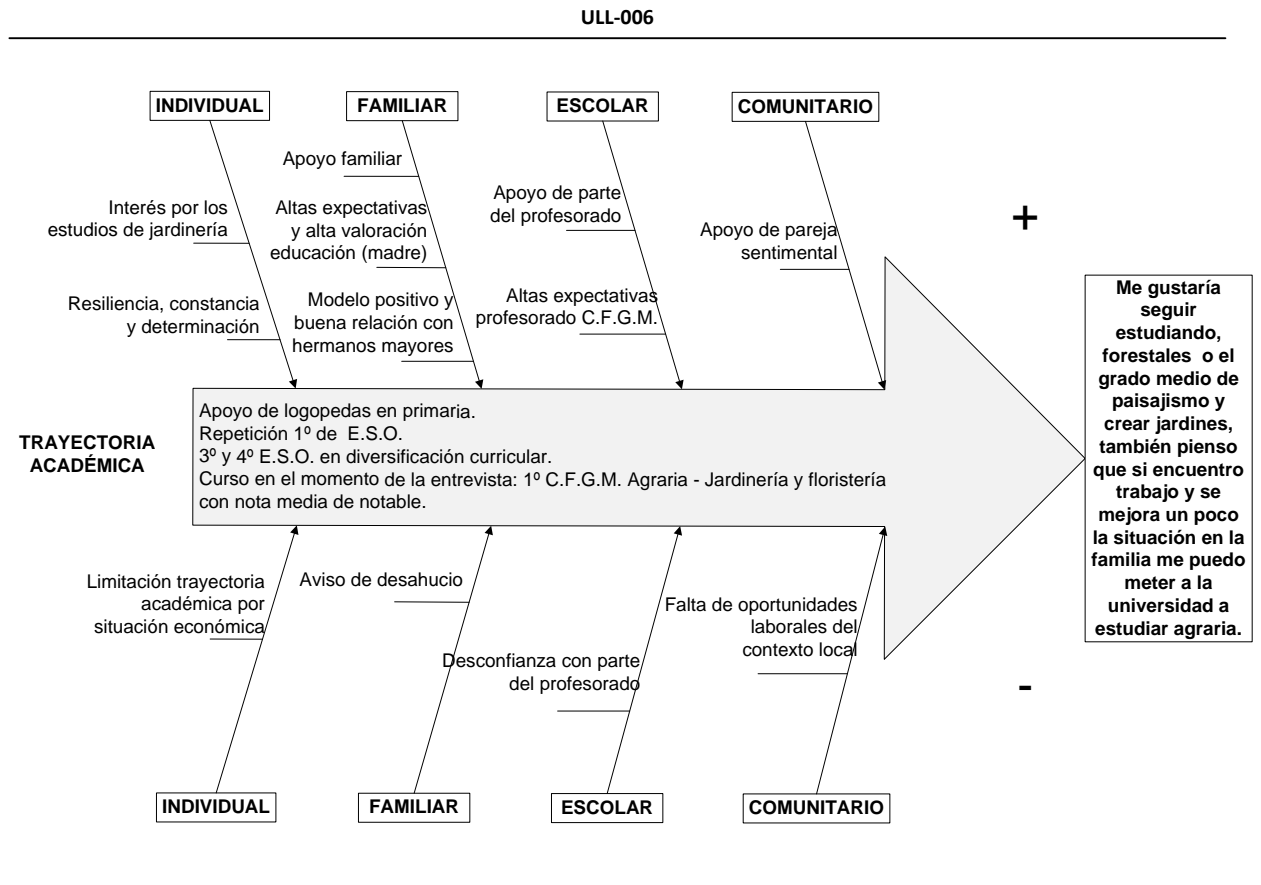 ULL-006
INDIVIDUAL
FAMILIAR
ESCOLAR
COMUNITARIO
Interés por los
estudios de jardinería
Resiliencia, constancia
y determinación
Apoyo familiar
Altas expectativas
y alta valoración
educación (madre)
Modelo positivo y
buena relación con
hermanos mayores
Apoyo de parte
del profesorado
Altas expectativas
profesorado C.F.G.M.
Apoyo de pareja
sentimental
+
TRAYECTORIA
ACADÉMICA
Apoyo de logopedas en primaria.
Repetición 1º de E.S.O.
3º y 4º E.S.O. en diversificación curricular.
Curso en el momento de la entrevista: 1º C.F.G.M. Agraria - Jardinería y floristería
con nota media de notable.
Me gustaría
seguir
estudiando,
forestales o el
grado medio de
paisajismo y
crear jardines,
también pienso
que si encuentro
trabajo y se
mejora un poco
la situación en la
familia me puedo
meter a la
universidad a
estudiar agraria.
Limitación trayectoria
académica por
situación económica
Aviso de desahucio
Desconfianza con parte
del profesorado
Falta de oportunidades
laborales del
contexto local
-
INDIVIDUAL
FAMILIAR
ESCOLAR
COMUNITARIO